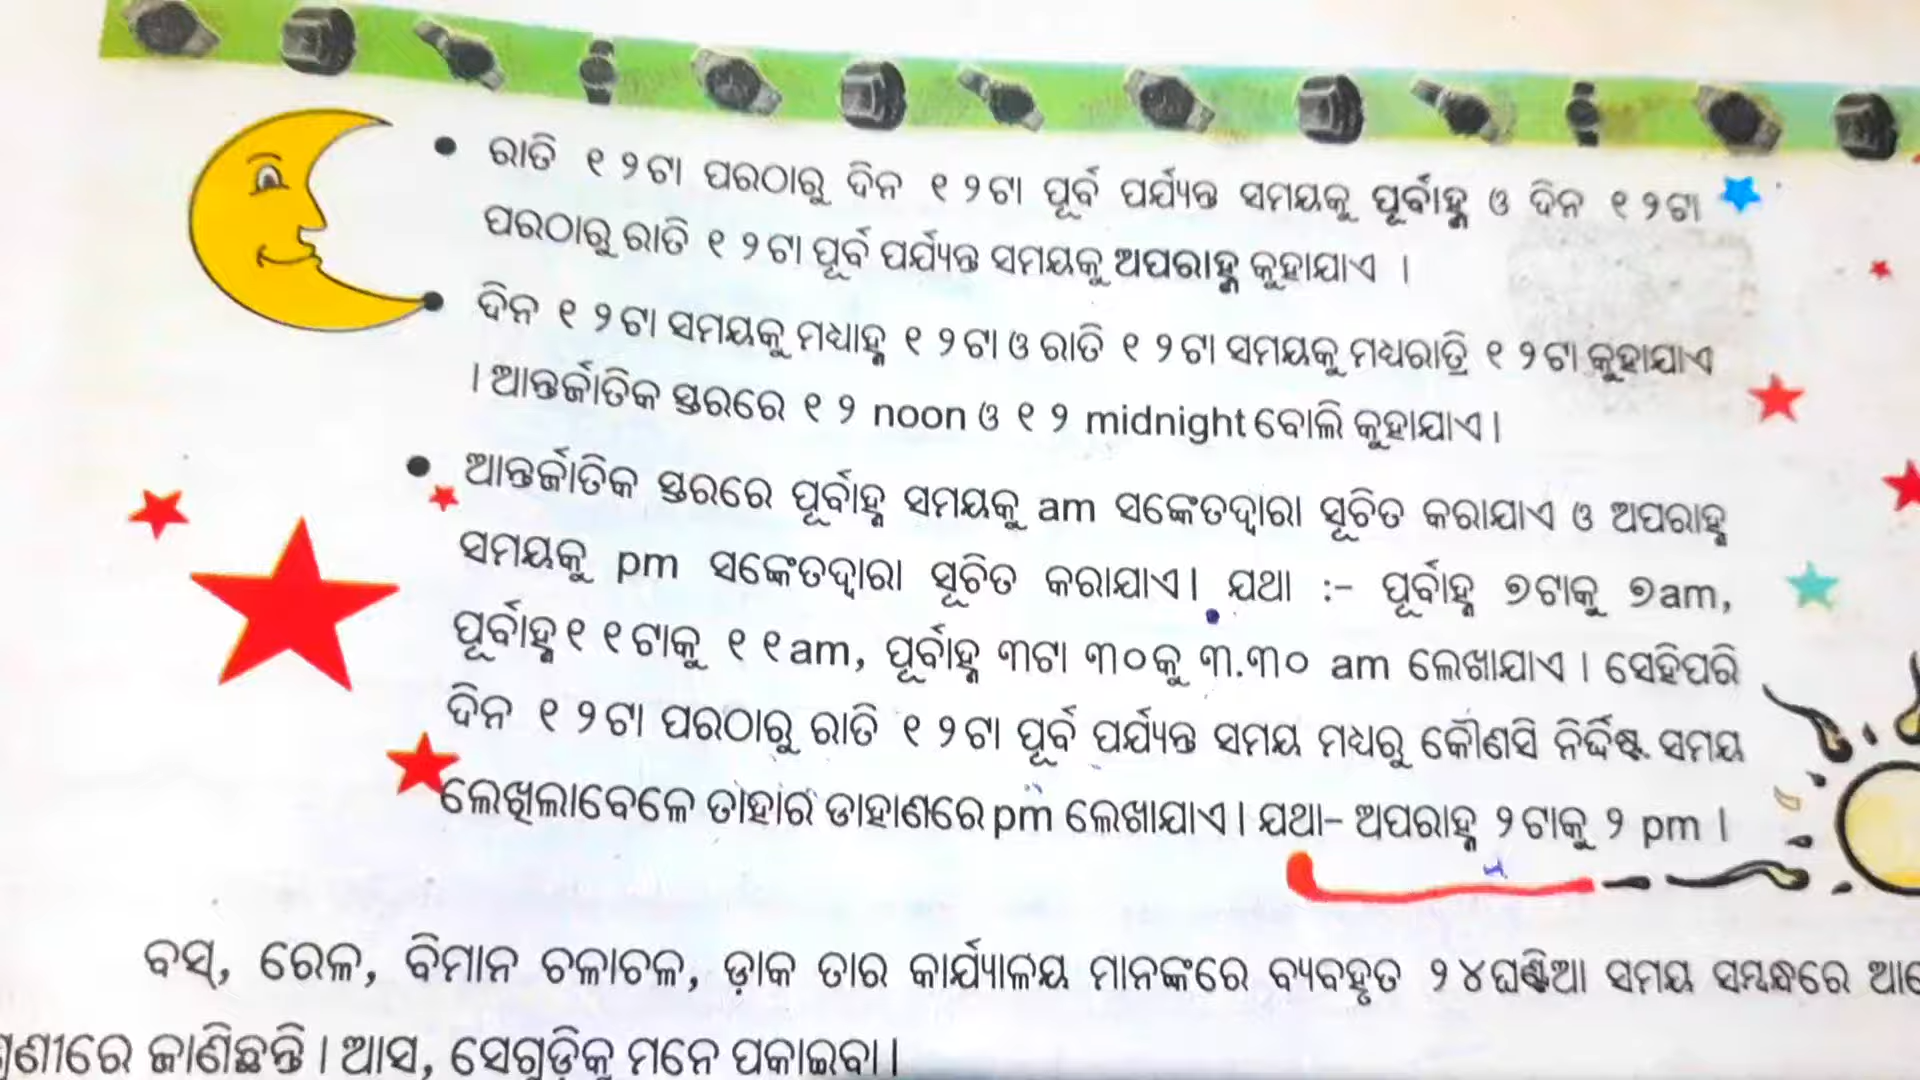 • ରାତି ୧୨ଟା ପରଠାରୁ ଦିନ ୧୨ଟା ପୂର୍ବ ପର୍ଯ୍ୟନ୍ତ ସମୟକୁ ପୂର୍ବାହ୍ନ ଓ ଦିନ ୧୨ଟା
ପରଠାରୁ ରାତି ୧୨ଟା ପୂର୍ବ ପର୍ଯ୍ୟନ୍ତ ସମୟକୁ ଅପରାହ୍ନ କୁହାଯାଏ ।
• ଦିନ ୧୨ଟା ସମୟକୁ ମଧ୍ୟାହ୍ନ ୧୨ଟା ଓ ରାତି ୧୨ଟା ସମୟକୁ ମଧ୍ୟରାତ୍ରି ୧୨ଟା କୁହାଯାଏ
। ଆନ୍ତର୍ଜାତିକ ସ୍ତରରେ ୧୨ noon ଓ ୧୨ midnight ବୋଲି କୁହାଯାଏ ।
• ଆନ୍ତର୍ଜାତିକ ସ୍ତରରେ ପୂର୍ବାହ୍ନ ସମୟକୁ am ସଙ୍କେତଦ୍ୱାରା ସୂଚିତ କରାଯାଏ ଓ ଅପରାହ୍ନ
ସମୟକୁ pm ସଙ୍କେତଦ୍ୱାରା ସୂଚିତ କରାଯାଏ । ଯଥା :- ପୂର୍ବାହ୍ନ ୭ଟାକୁ ୭am,
ପୂର୍ବାହ୍ନ ୧୧ଟାକୁ ୧୧am, ପୂର୍ବାହ୍ନ ୩ଟା ୩୦କୁ ୩.୩୦ am ଲେଖାଯାଏ । ସେହିପରି
ଦିନ ୧୨ଟା ପରଠାରୁ ରାତି ୧୨ଟା ପୂର୍ବ ପର୍ଯ୍ୟନ୍ତ ସମୟ ମଧ୍ୟରୁ କୌଣସି ନିର୍ଦ୍ଦିଷ୍ଟ ସମୟ
ଲେଖିଲାବେଳେ ତାହାର ଡାହାଣରେ pm ଲେଖାଯାଏ । ଯଥା– ଅପରାହ୍ନ ୨ଟାକୁ ୨ pm ।
ବସ୍, ରେଳ, ବିମାନ ଚଳାଚଳ, ଡ଼ାକ ତାର କାର୍ଯ୍ୟାଳୟ ମାନଙ୍କରେ ବ୍ୟବହୃତ ୨୪ଘଣ୍ଟିଆ ସମୟ ସମ୍ବନ୍ଧରେ
ଜାଣିଛନ୍ତି । ଆସ, ସେଗୁଡ଼ିକୁ ମନେ ପକାଇବା ।